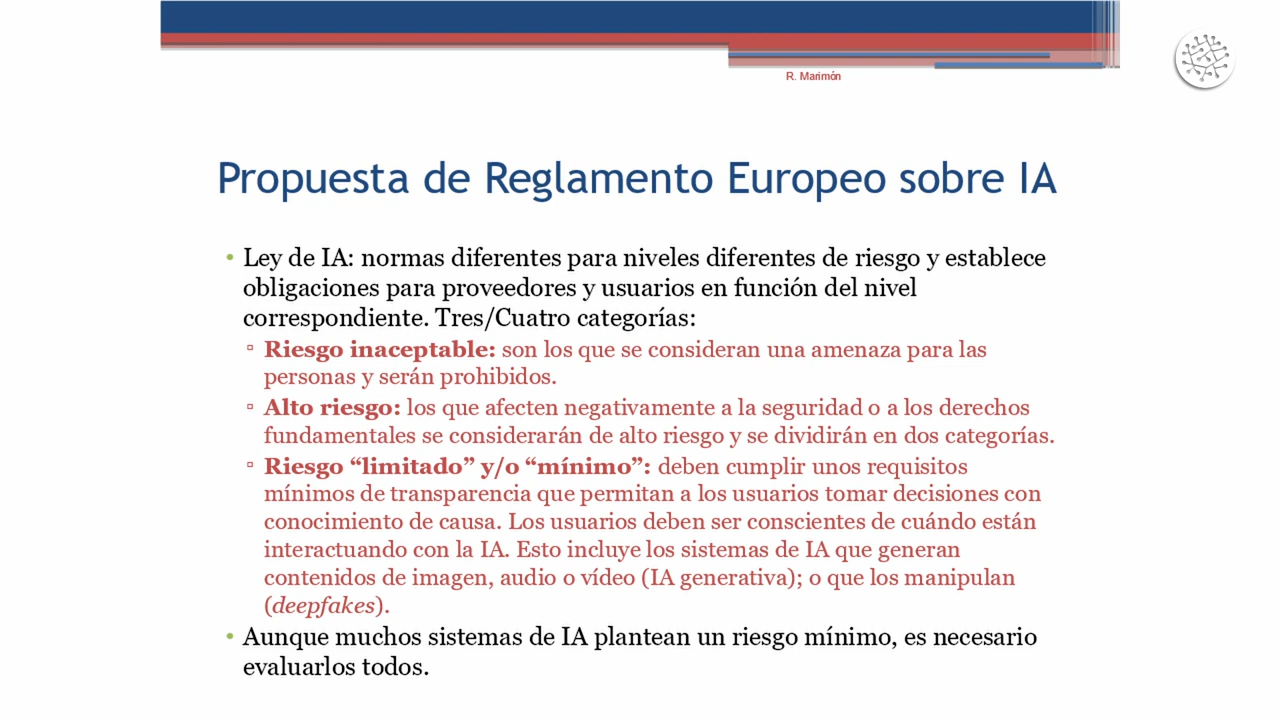 R. Marimón
Propuesta de Reglamento Europeo sobre IA
• Ley de IA: normas diferentes para niveles diferentes de riesgo y establece
obligaciones para proveedores y usuarios en función del nivel
correspondiente. Tres/Cuatro categorías:
▫ Riesgo inaceptable: son los que se consideran una amenaza para las
personas y serán prohibidos.
▫ Alto riesgo: los que afecten negativamente a la seguridad o a los derechos
fundamentales se considerarán de alto riesgo y se dividirán en dos categorías.
▫ Riesgo “limitado” y/o “mínimo”: deben cumplir unos requisitos
mínimos de transparencia que permitan a los usuarios tomar decisiones con
conocimiento de causa. Los usuarios deben ser conscientes de cuándo están
interactuando con la IA. Esto incluye los sistemas de IA que generan
contenidos de imagen, audio o vídeo (IA generativa); o que los manipulan
(deepfakes).
• Aunque muchos sistemas de IA plantean un riesgo mínimo, es necesario
evaluarlos todos.